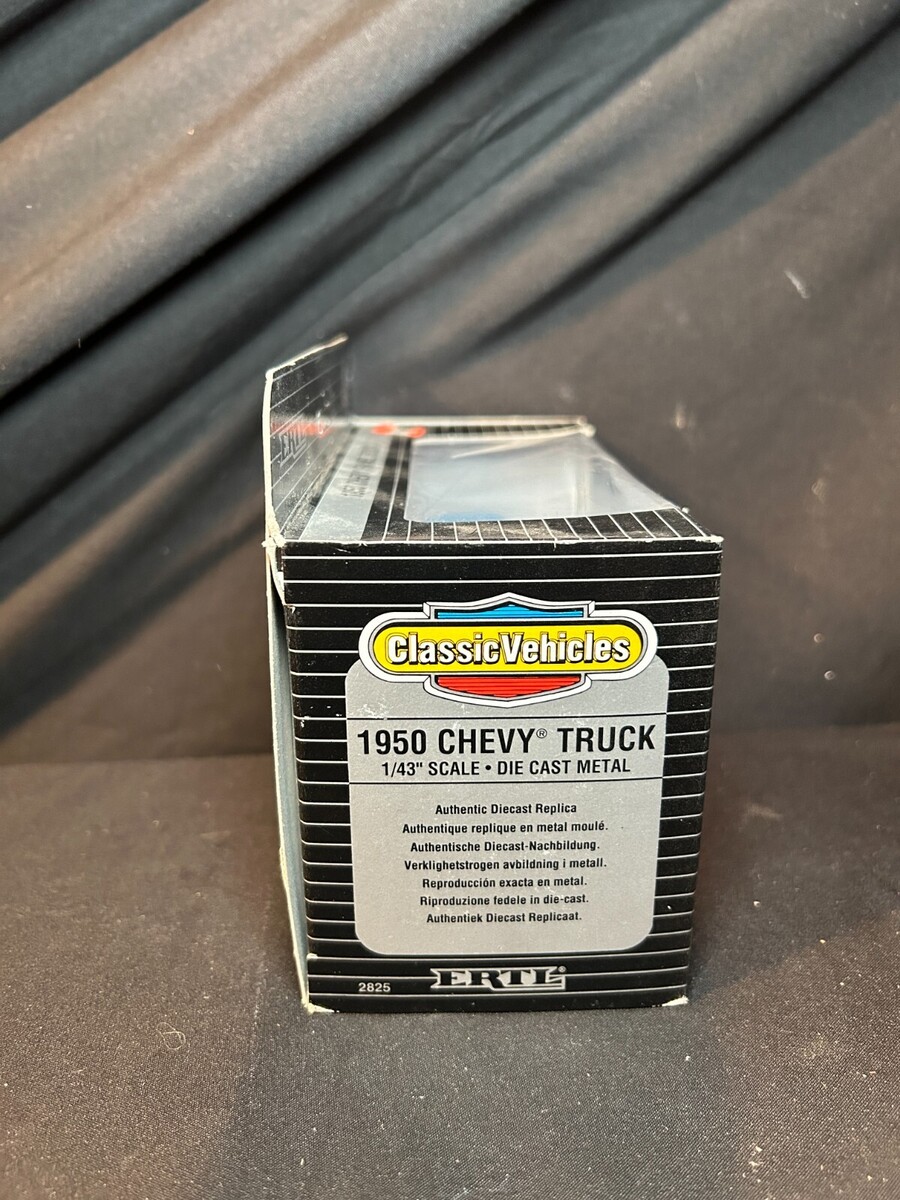 ERTL
ClassicVehicles
1950 CHEVY® TRUCK
1/43" SCALE • DIE CAST METAL
Authentic Diecast Replica
Authentique replique en metal moulé.
Authentische Diecast-Nachbildung.
Verklighetstrogen avbildning i metall.
Reproducción exacta en metal.
Riproduzione fedele in die-cast.
Authentiek Diecast Replicaat.
2825
ERTL®